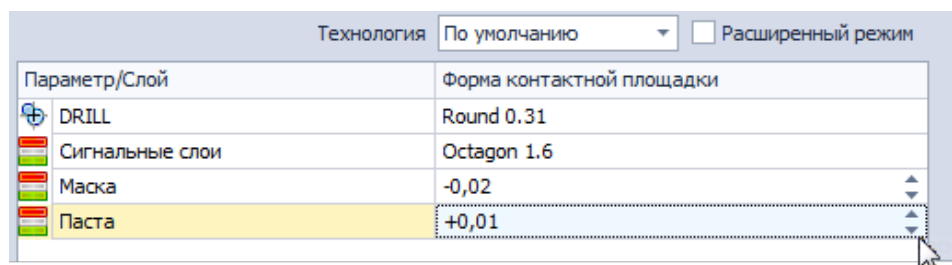 Технология По умолчанию Расширенный режим
Параметр/Слой Форма контактной площадки
DRILL Round 0.31
Сигнальные слои Octagon 1.6
Маска -0,02
Паста +0,01